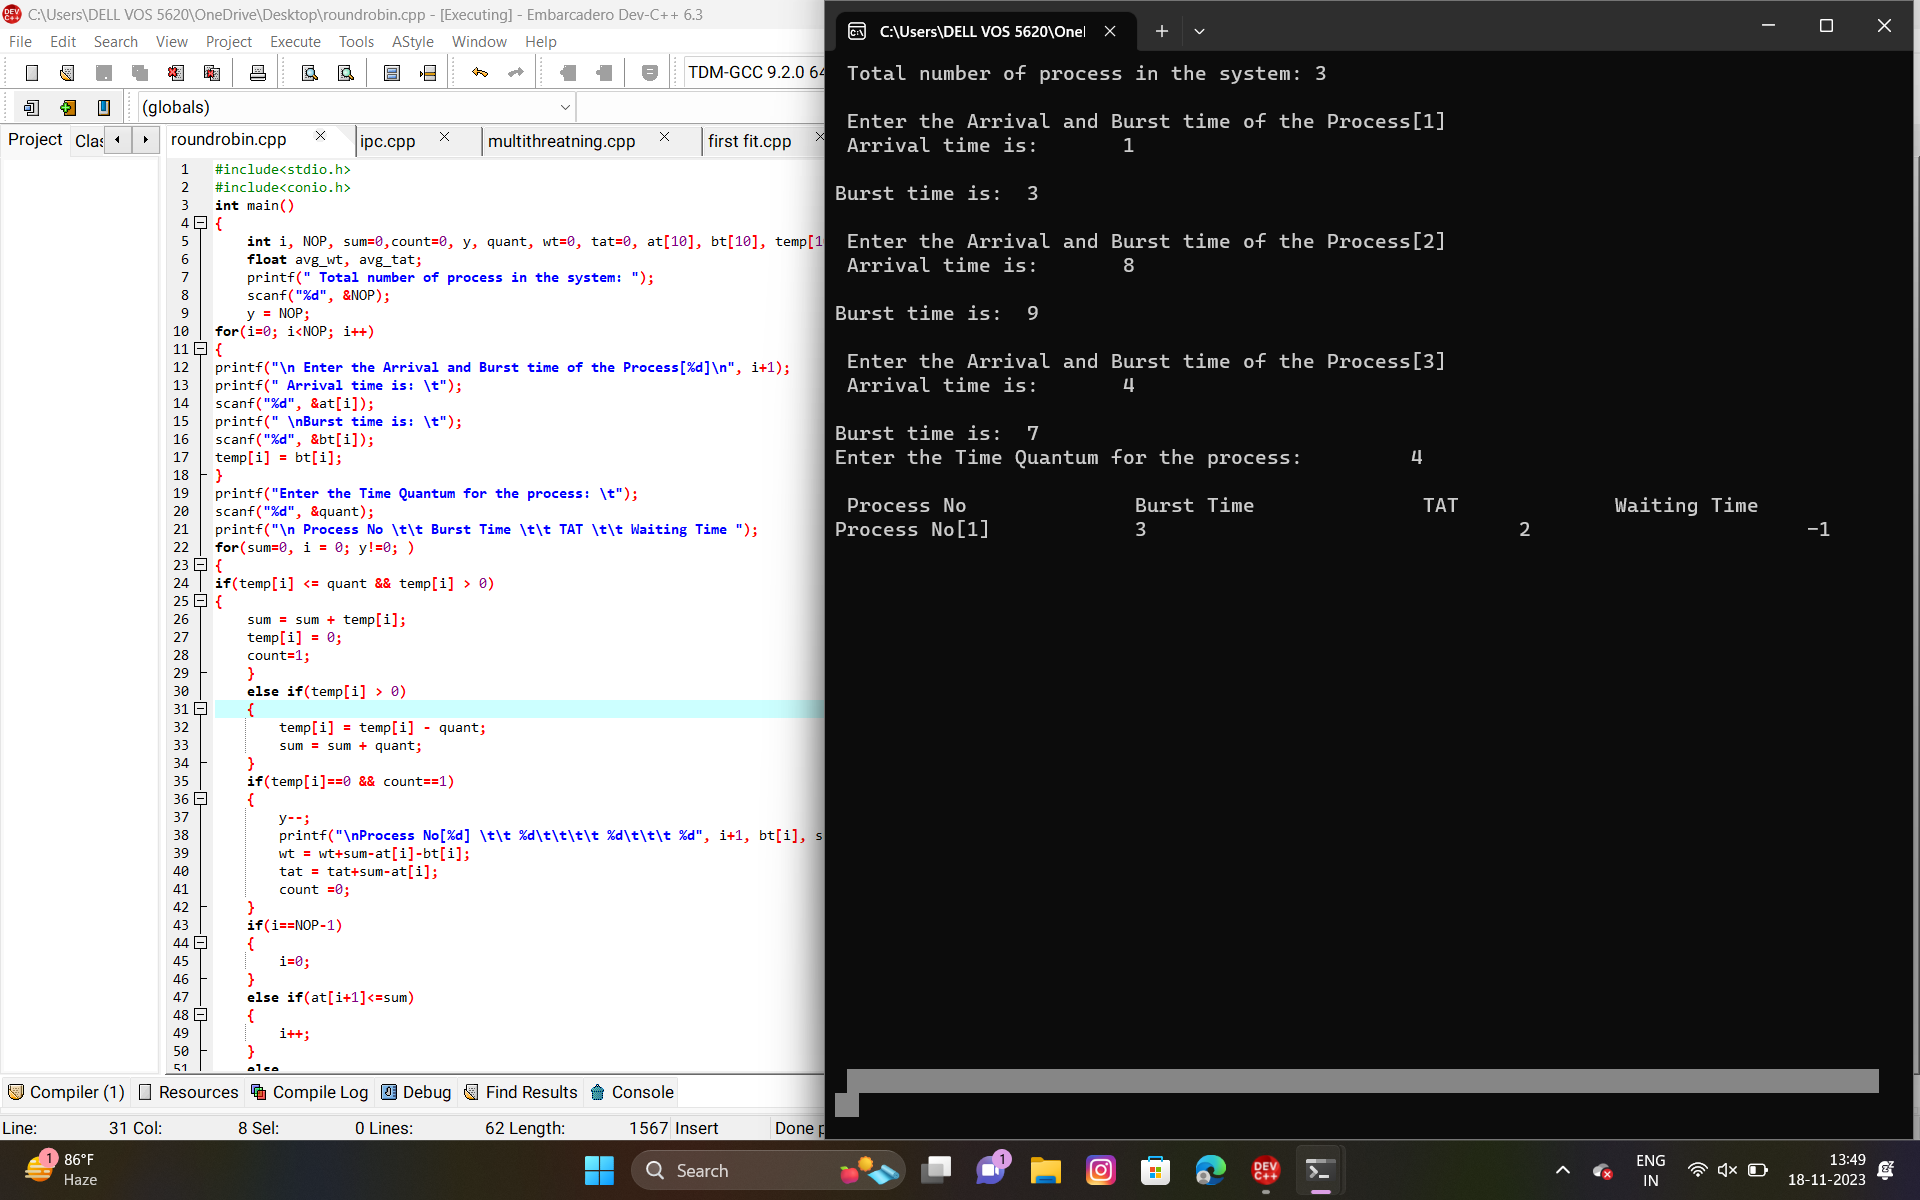 C:\Users\DELL VOS 5620\OneDrive\Desktop\roundrobin.cpp - [Executing] - Embarcadero Dev-C++ 6.3
File Edit Search View Project Execute Tools AStyle Window Help
TDM-GCC 9.2.0 64
(globals)
Project Clas
roundrobin.cpp ipc.cpp multithreatning.cpp first fit.cpp
1 #include<stdio.h>
2 #include<conio.h>
3 int main()
4 {
5 int i, NOP, sum=0,count=0, y, quant, wt=0, tat=0, at[10], bt[10], temp[10
6 float avg_wt, avg_tat;
7 printf(" Total number of process in the system: ");
8 scanf("%d", &NOP);
9 y = NOP;
10 for(i=0; i<NOP; i++)
11 {
12 printf("\n Enter the Arrival and Burst time of the Process[%d]\n", i+1);
13 printf(" Arrival time is: \t");
14 scanf("%d", &at[i]);
15 printf(" \nBurst time is: \t");
16 scanf("%d", &bt[i]);
17 temp[i] = bt[i];
18 }
19 printf("Enter the Time Quantum for the process: \t");
20 scanf("%d", &quant);
21 printf("\n Process No \t\t Burst Time \t\t TAT \t\t Waiting Time ");
22 for(sum=0, i = 0; y!=0; )
23 {
24 if(temp[i] <= quant && temp[i] > 0)
25 {
26 sum = sum + temp[i];
27 temp[i] = 0;
28 count=1;
29 }
30 else if(temp[i] > 0)
31 {
32 temp[i] = temp[i] - quant;
33 sum = sum + quant;
34 }
35 if(temp[i]==0 && count==1)
36 {
37 y--;
38 printf("\nProcess No[%d] \t\t %d\t\t\t\t %d\t\t\t %d", i+1, bt[i], s
39 wt = wt+sum-at[i]-bt[i];
40 tat = tat+sum-at[i];
41 count =0;
42 }
43 if(i==NOP-1)
44 {
45 i=0;
46 }
47 else if(at[i+1]<=sum)
48 {
49 i++;
50 }
51 else
Compiler (1) Resources Compile Log Debug Find Results Console
Line: 31 Col: 8 Sel: 0 Lines: 62 Length: 1567 Insert Done p
C:\Users\DELL VOS 5620\Onel
Total number of process in the system: 3
Enter the Arrival and Burst time of the Process[1]
Arrival time is: 1
Burst time is: 3
Enter the Arrival and Burst time of the Process[2]
Arrival time is: 8
Burst time is: 9
Enter the Arrival and Burst time of the Process[3]
Arrival time is: 4
Burst time is: 7
Enter the Time Quantum for the process: 4
Process No Burst Time TAT Waiting Time
Process No[1] 3 2 -1
1 86°F
Haze
Search
1
DEV C++
ENG
IN
13:49
18-11-2023